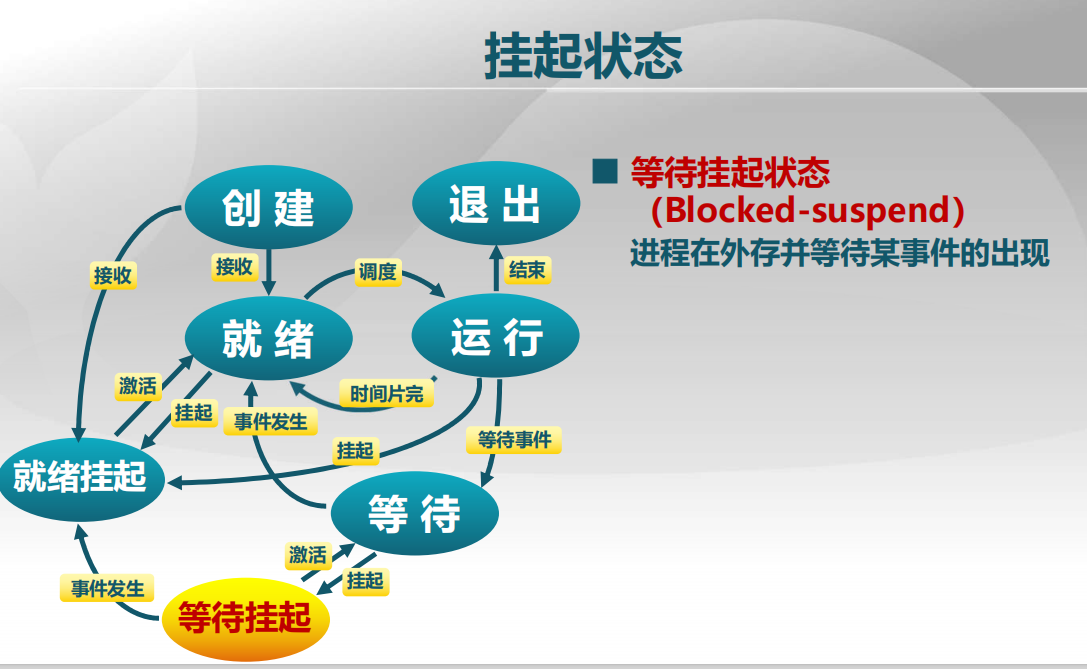 挂起状态
等待挂起状态
（Blocked-suspend）
进程在外存并等待某事件的出现
创 建
退 出
接收
接收
调度
结束
就 绪
运 行
激活
挂起
时间片完
事件发生
挂起
等待事件
就绪挂起
等 待
激活
挂起
事件发生
等待挂起